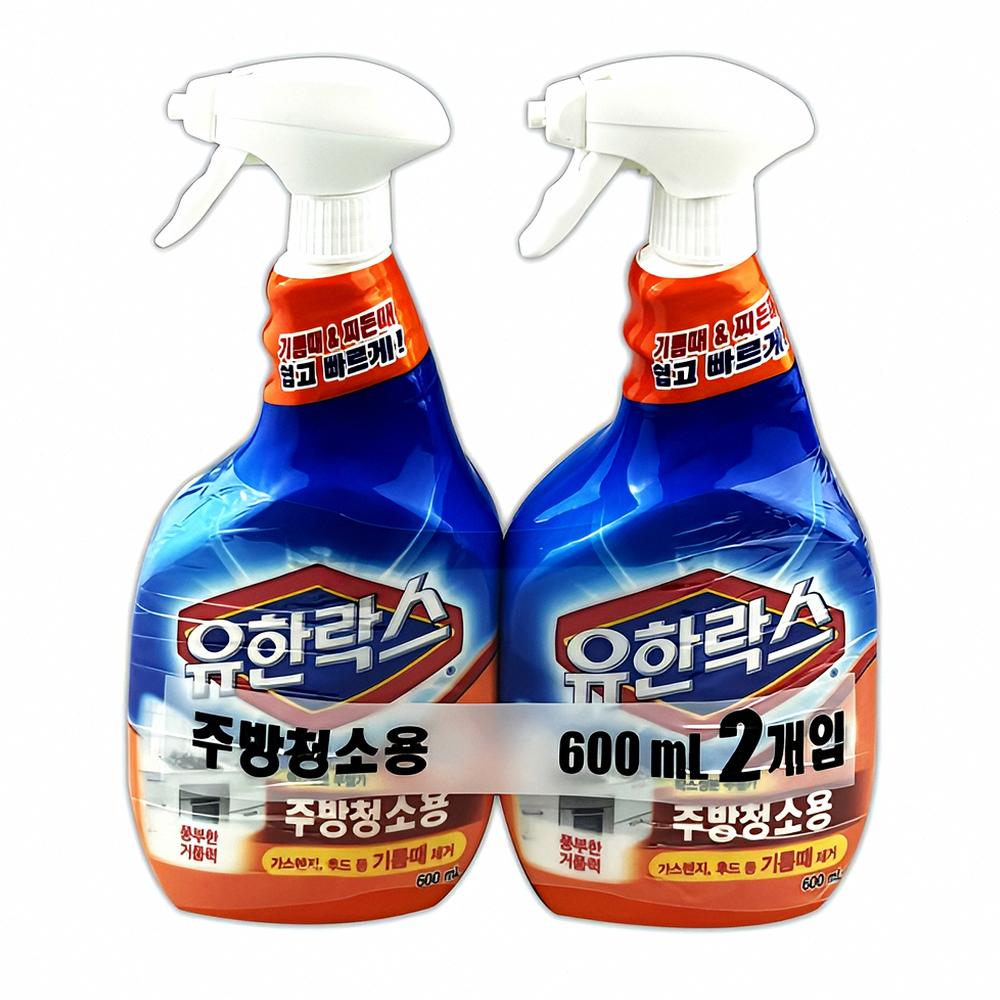 기름때 & 찌든때
쉽고 빠르게!
기름때 & 찌든때
쉽고 빠르게!
유한락스
유한락스
주방청소용
600 mL 2개입
주방청소용
풍부한
거품력
가스렌지, 후드 등 기름때 제거
600 mL
주방청소용
풍부한
거품력
가스렌지, 후드 등 기름때 제거
600 mL